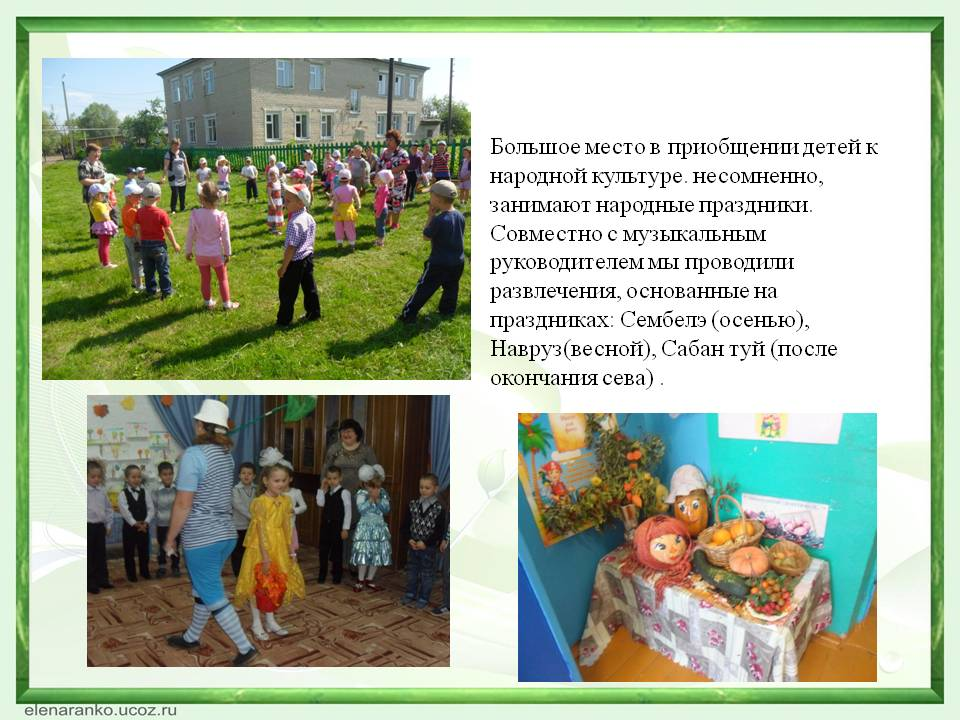 Большое место в приобщении детей к
народной культуре. несомненно,
занимают народные праздники.
Совместно с музыкальным
руководителем мы проводили
развлечения, основанные на
праздниках: Сембелэ (осенью),
Навруз(весной), Сабан туй (после
окончания сева) .
elenaranko.ucoz.ru